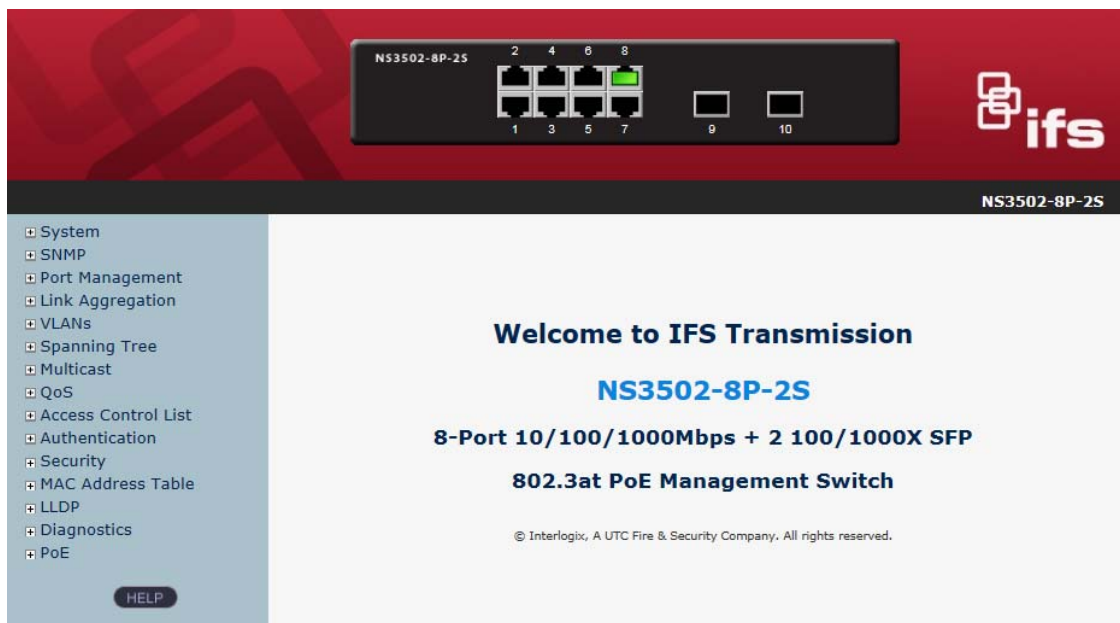 NS3502-8P-2S
2 4 6 8
1 3 5 7 9 10
ifs
NS3502-8P-2S
System
SNMP
Port Management
Link Aggregation
VLANs
Spanning Tree
Multicast
QoS
Access Control List
Authentication
Security
MAC Address Table
LLDP
Diagnostics
PoE
HELP
Welcome to IFS Transmission
NS3502-8P-2S
8-Port 10/100/1000Mbps + 2 100/1000X SFP
802.3at PoE Management Switch
© Interlogix, A UTC Fire & Security Company. All rights reserved.